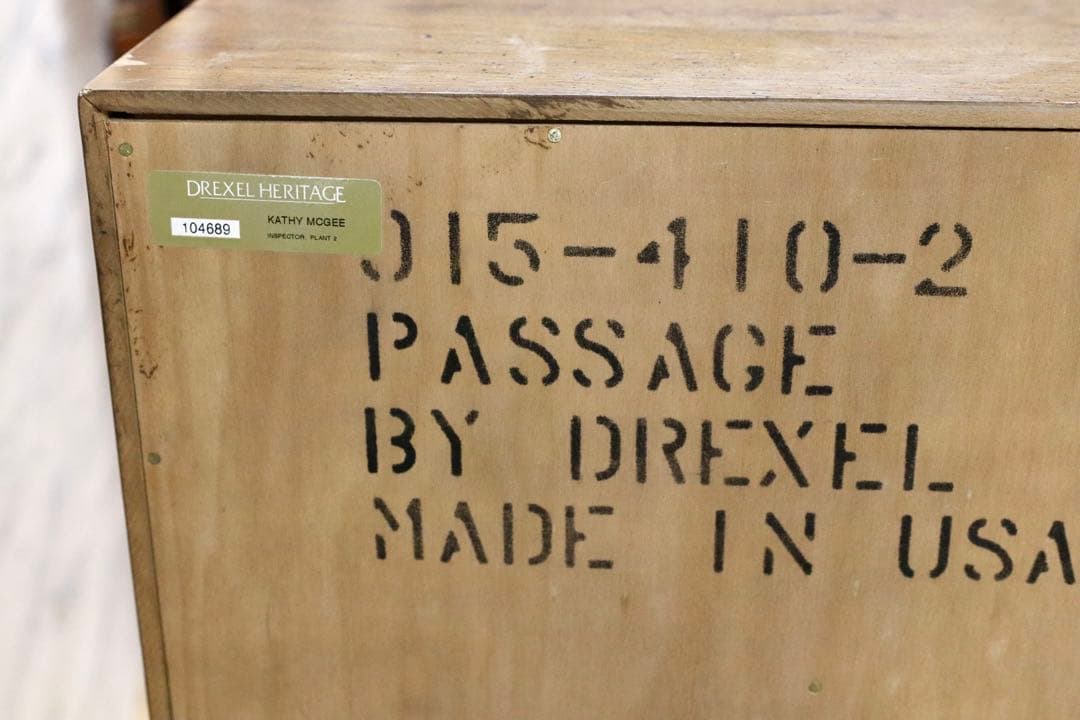 DREXEL HERITAGE
104689
KATHY MCGEE
INSPECTOR, PLANT 2
015-410-2
PASSAGE
BY DREXEL
MADE IN USA